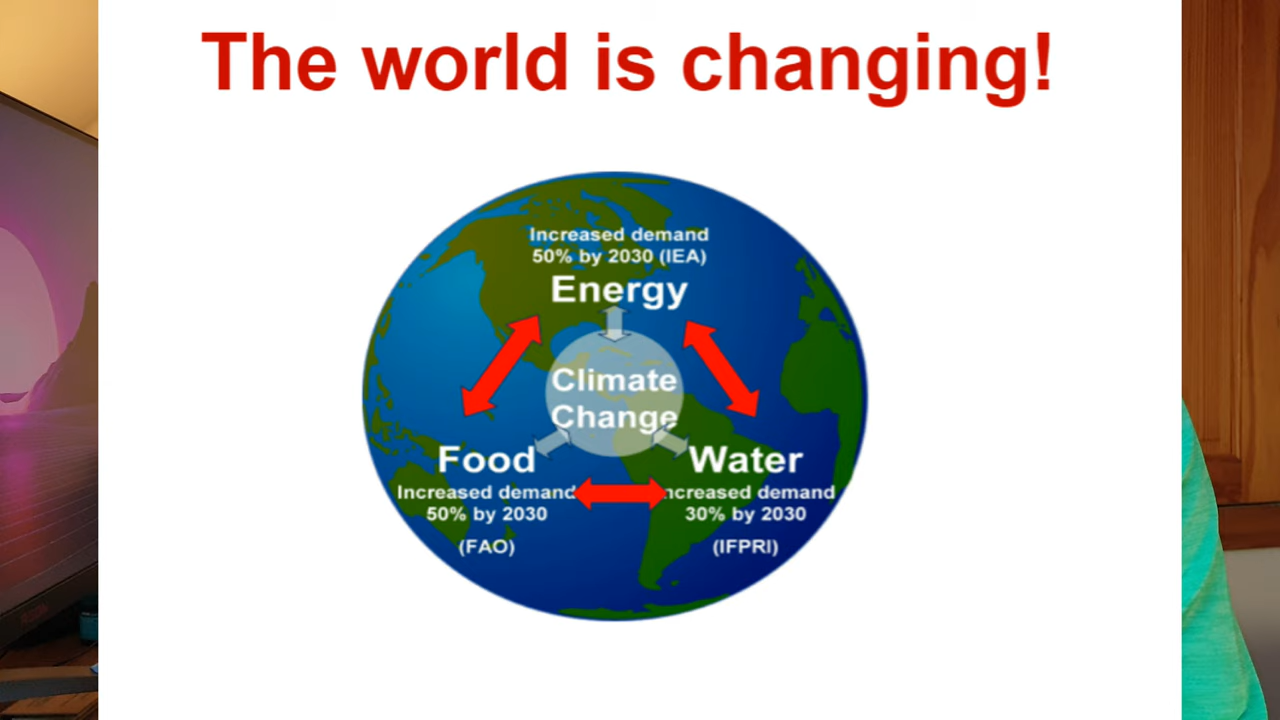 The world is changing!
Increased demand
50% by 2030 (IEA)
Energy
Climate
Change
Food
Increased demand
50% by 2030
(FAO)
Water
ncreased demand
30% by 2030
(IFPRI)